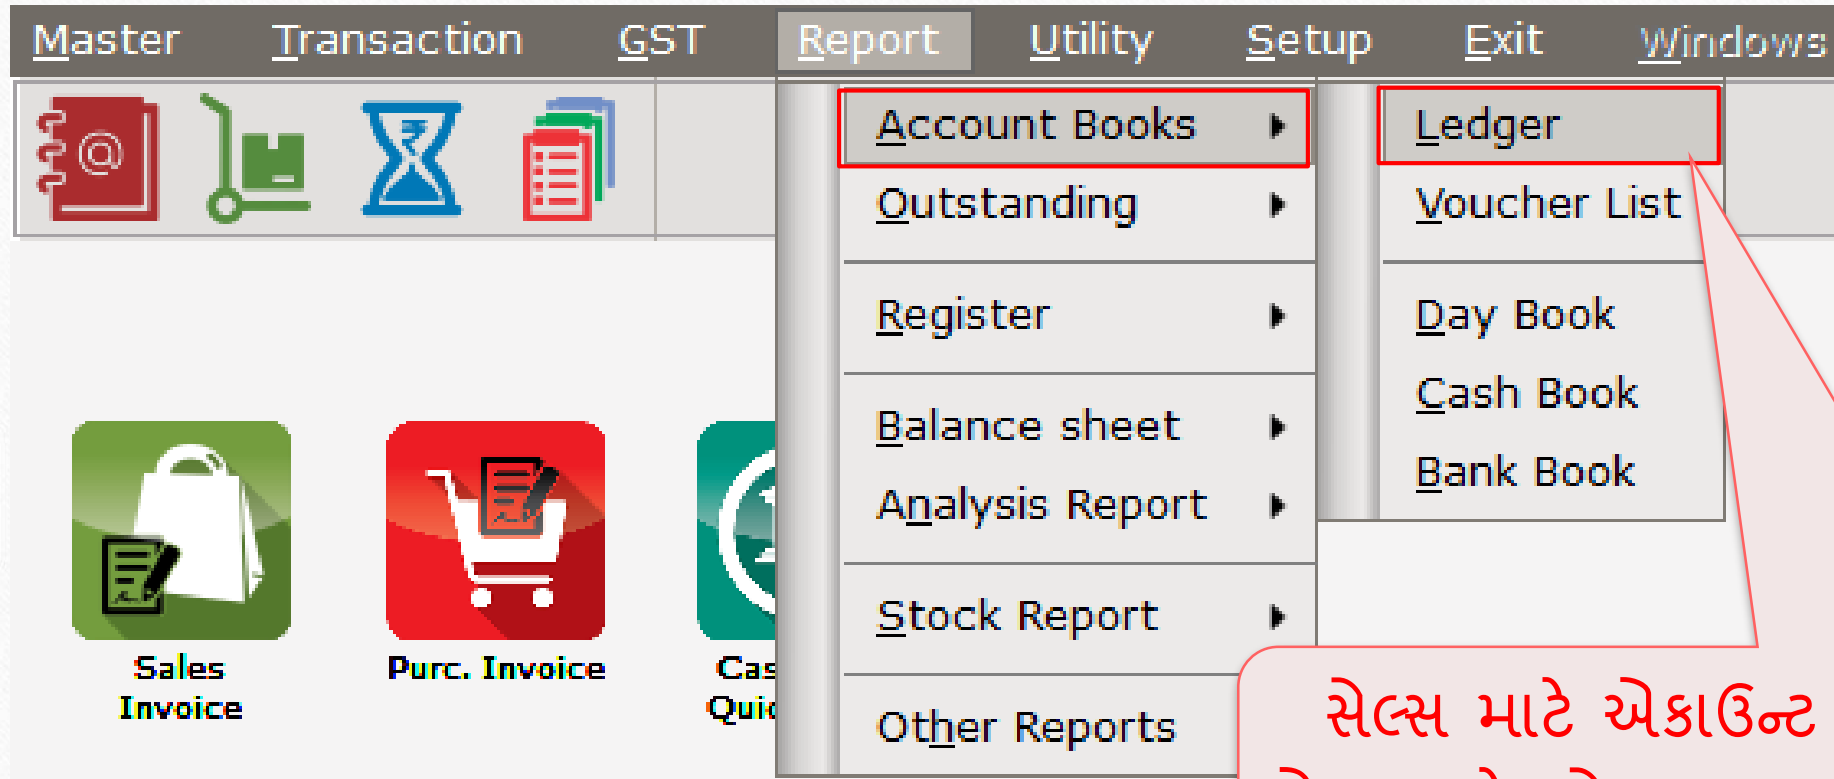 Master Transaction GST Report Utility Setup Exit Windows
@
₹
Account Books
Outstanding
Register
Balance sheet
Analysis Report
Stock Report
Other Reports
Ledger
Voucher List
Day Book
Cash Book
Bank Book
Sales
Invoice
Purc. Invoice
સેલ્સ માટે એકાઉન્ટ